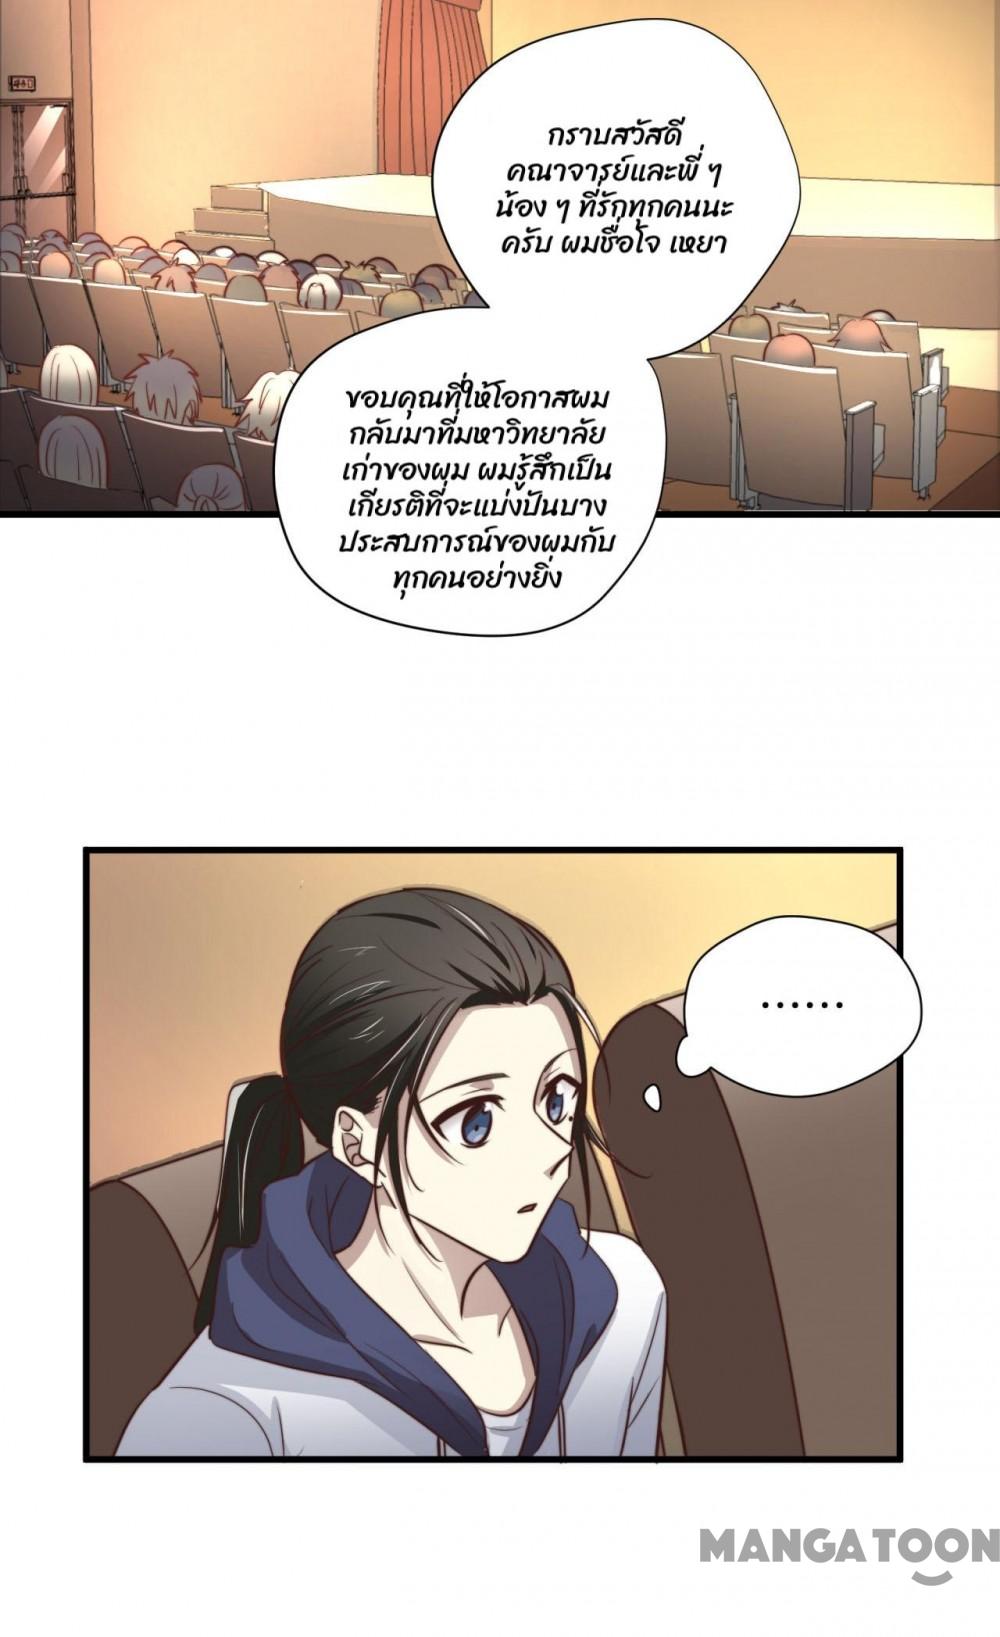 กราบสวัสดี
คณาจารย์และพี่ ๆ
น้อง ๆ ที่รักทุกคนนะ
ครับ ผมชื่อโจ เหยา
ขอบคุณที่ให้โอกาสผม
กลับมาที่มหาวิทยาลัย
เก่าของผม ผมรู้สึกเป็น
เกียรติที่จะแบ่งปันบาง
ประสบการณ์ของผมกับ
ทุกคนอย่างยิ่ง
......
MANGATOON